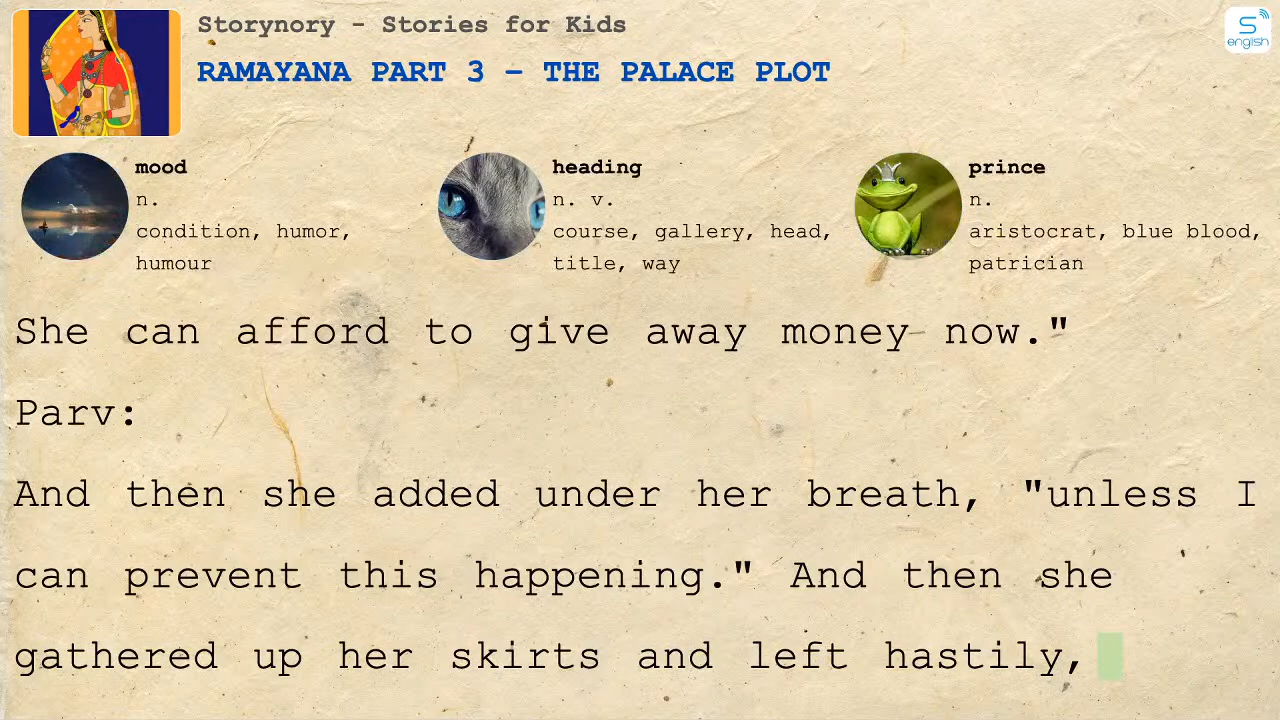 Storynory - Stories for Kids
RAMAYANA PART 3 – THE PALACE PLOT
S
english
mood
n.
condition, humor,
humour
heading
n. v.
course, gallery, head,
title, way
prince
n.
aristocrat, blue blood,
patrician
She can afford to give away money now."
Parv:
And then she added under her breath, "unless I
can prevent this happening." And then she
gathered up her skirts and left hastily,